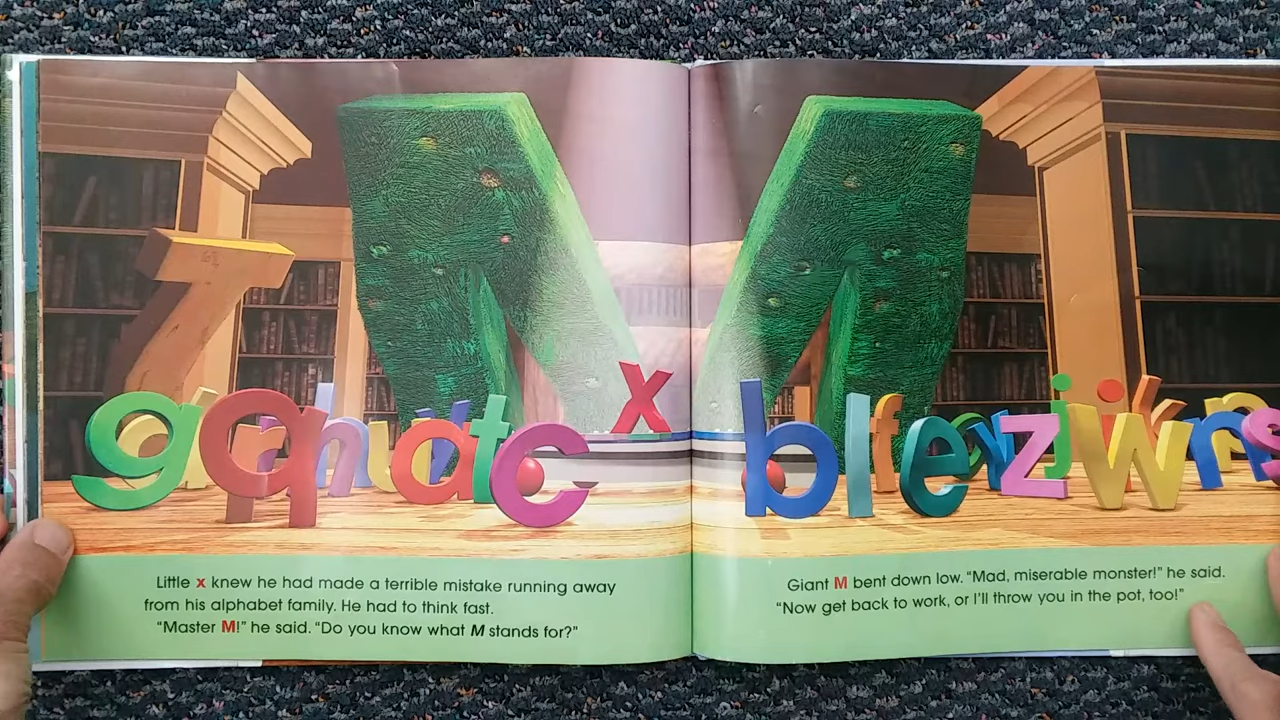 Little x knew he had made a terrible mistake running away
from his alphabet family. He had to think fast.
"Master M!" he said. "Do you know what M stands for?"
Giant M bent down low. "Mad, miserable monster!" he said.
"Now get back to work, or I'll throw you in the pot, too!"